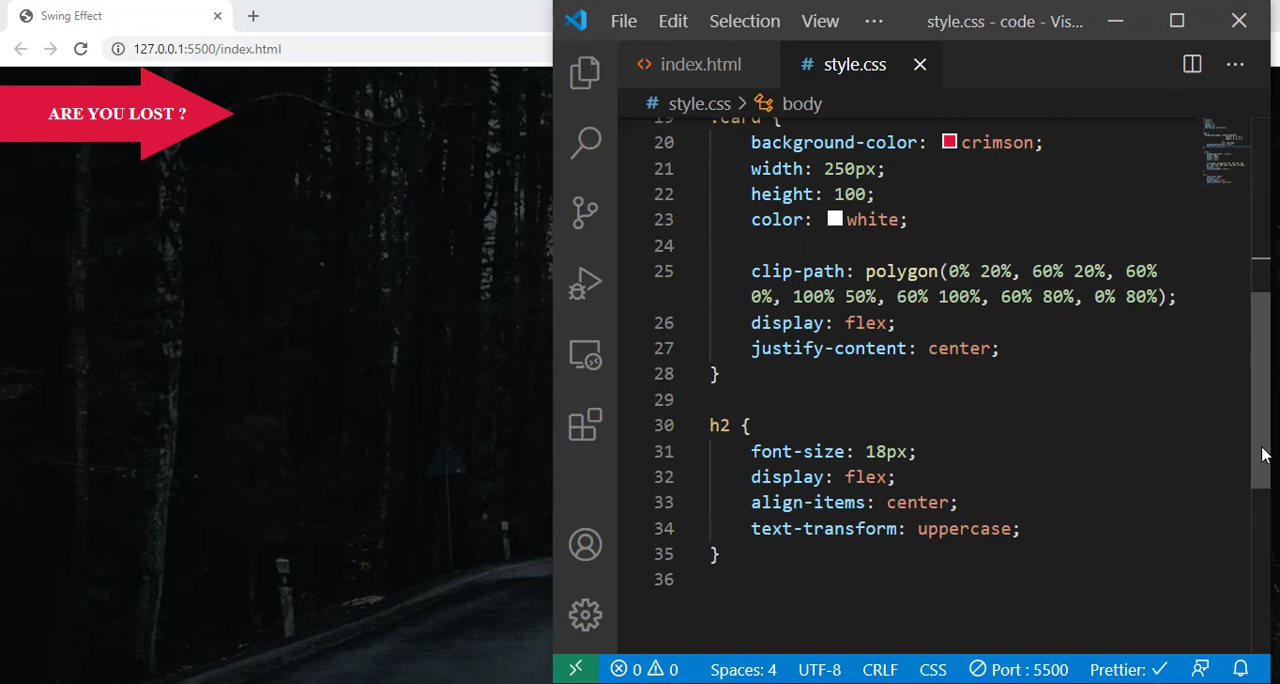 Swing Effect
127.0.0.1:5500/index.html
ARE YOU LOST ?
File Edit Selection View ··· style.css - code - Vis...
index.html # style.css
# style.css > body
19 .card {
20 background-color: crimson;
21 width: 250px;
22 height: 100;
23 color: white;
24
25 clip-path: polygon(0% 20%, 60% 20%, 60%
0%, 100% 50%, 60% 100%, 60% 80%, 0% 80%);
26 display: flex;
27 justify-content: center;
28 }
29
30 h2 {
31 font-size: 18px;
32 display: flex;
33 align-items: center;
34 text-transform: uppercase;
35 }
36
0 0 Spaces: 4 UTF-8 CRLF CSS Port : 5500 Prettier: ✓